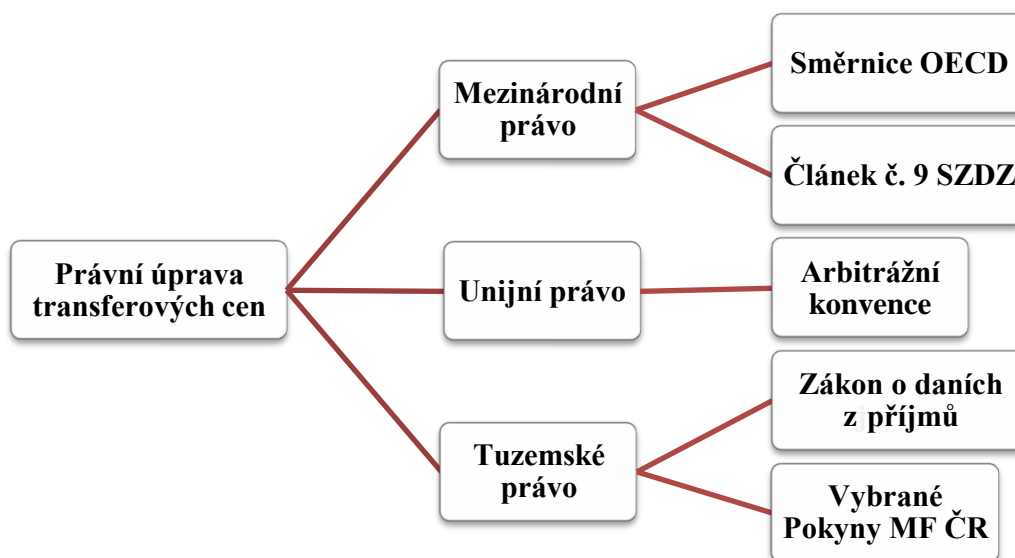 Právní úprava
transferových cen
Mezinárodní
právo
Směrnice OECD
Článek č. 9 SZDZ
Unijní právo
Arbitrážní
konvence
Tuzemské
právo
Zákon o daních
z příjmů
Vybrané
Pokyny MF ČR